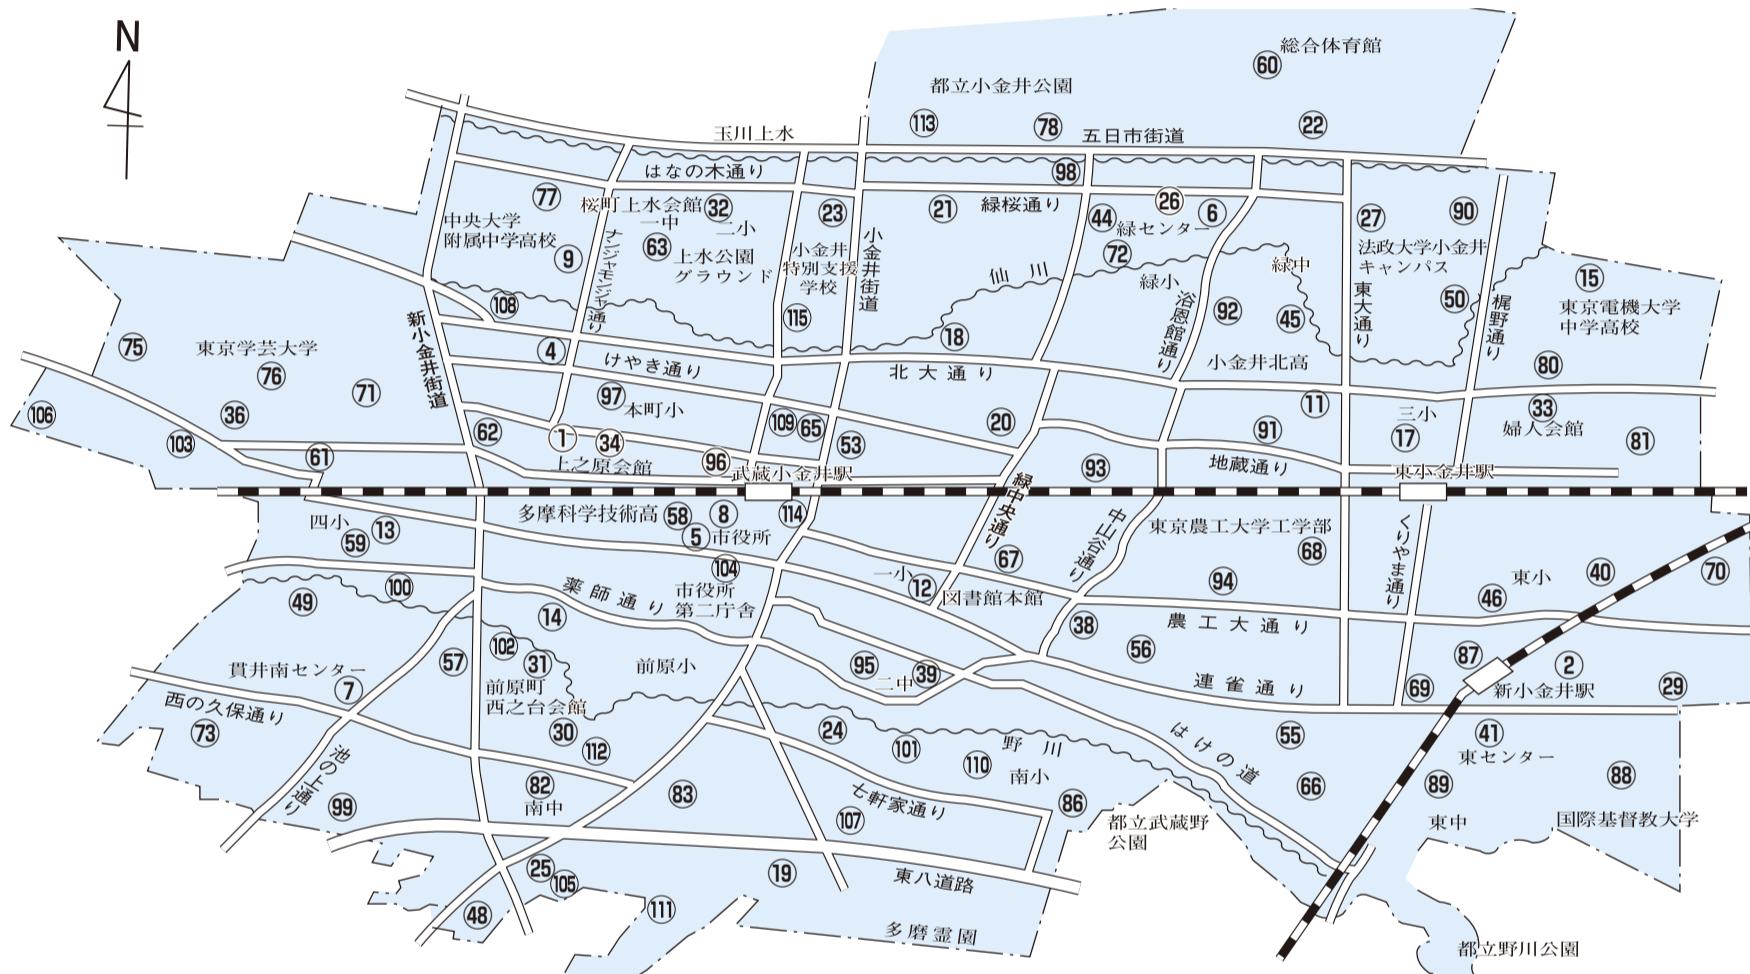 N
総合体育館
60
都立小金井公園
113
78
22
玉川上水
五日市街道
はなの木通り
98
77
桜町上水会館
32
23
21
緑桜通り
26
44
6
27
90
中央大学
附属中学高校
一中
二小
63
9
上水公園
グラウンド
ナンジャモンジャ通り
小金井
特別支援
学校
小金井街道
緑センター
72
仙川
緑小
緑中
浴恩館通り
法政大学小金井
キャンパス
東大通り
50
梶野通り
15
東京電機大学
中学高校
108
115
18
92
45
新小金井街道
75
東京学芸大学
76
71
4
けやき通り
北大通り
小金井北高
80
106
36
103
97
本町小
109
65
53
20
11
91
三小
17
33
婦人会館
81
61
62
1
34
上之原会館
96
武蔵小金井駅
93
地蔵通り
東小金井駅
緑中央通り
四小
13
59
多摩科学技術高
58
8
5
市役所
114
中山谷通り
東京農工大学工学部
68
くりやま通り
67
104
市役所
第二庁舎
一小
12
図書館本館
94
東小
46
40
70
49
100
薬師通り
14
38
56
農工大通り
57
102
31
前原町
西之台会館
前原小
95
二中
39
連雀通り
87
2
69
新小金井駅
29
貫井南センター
7
西の久保通り
73
30
112
24
101
野川
110
南小
はけの道
55
66
41
東センター
88
89
東中
国際基督教大学
池の上通り
99
82
南中
83
七軒家通り
107
86
都立武蔵野
公園
25
105
19
東八道路
48
111
多磨霊園
都立野川公園